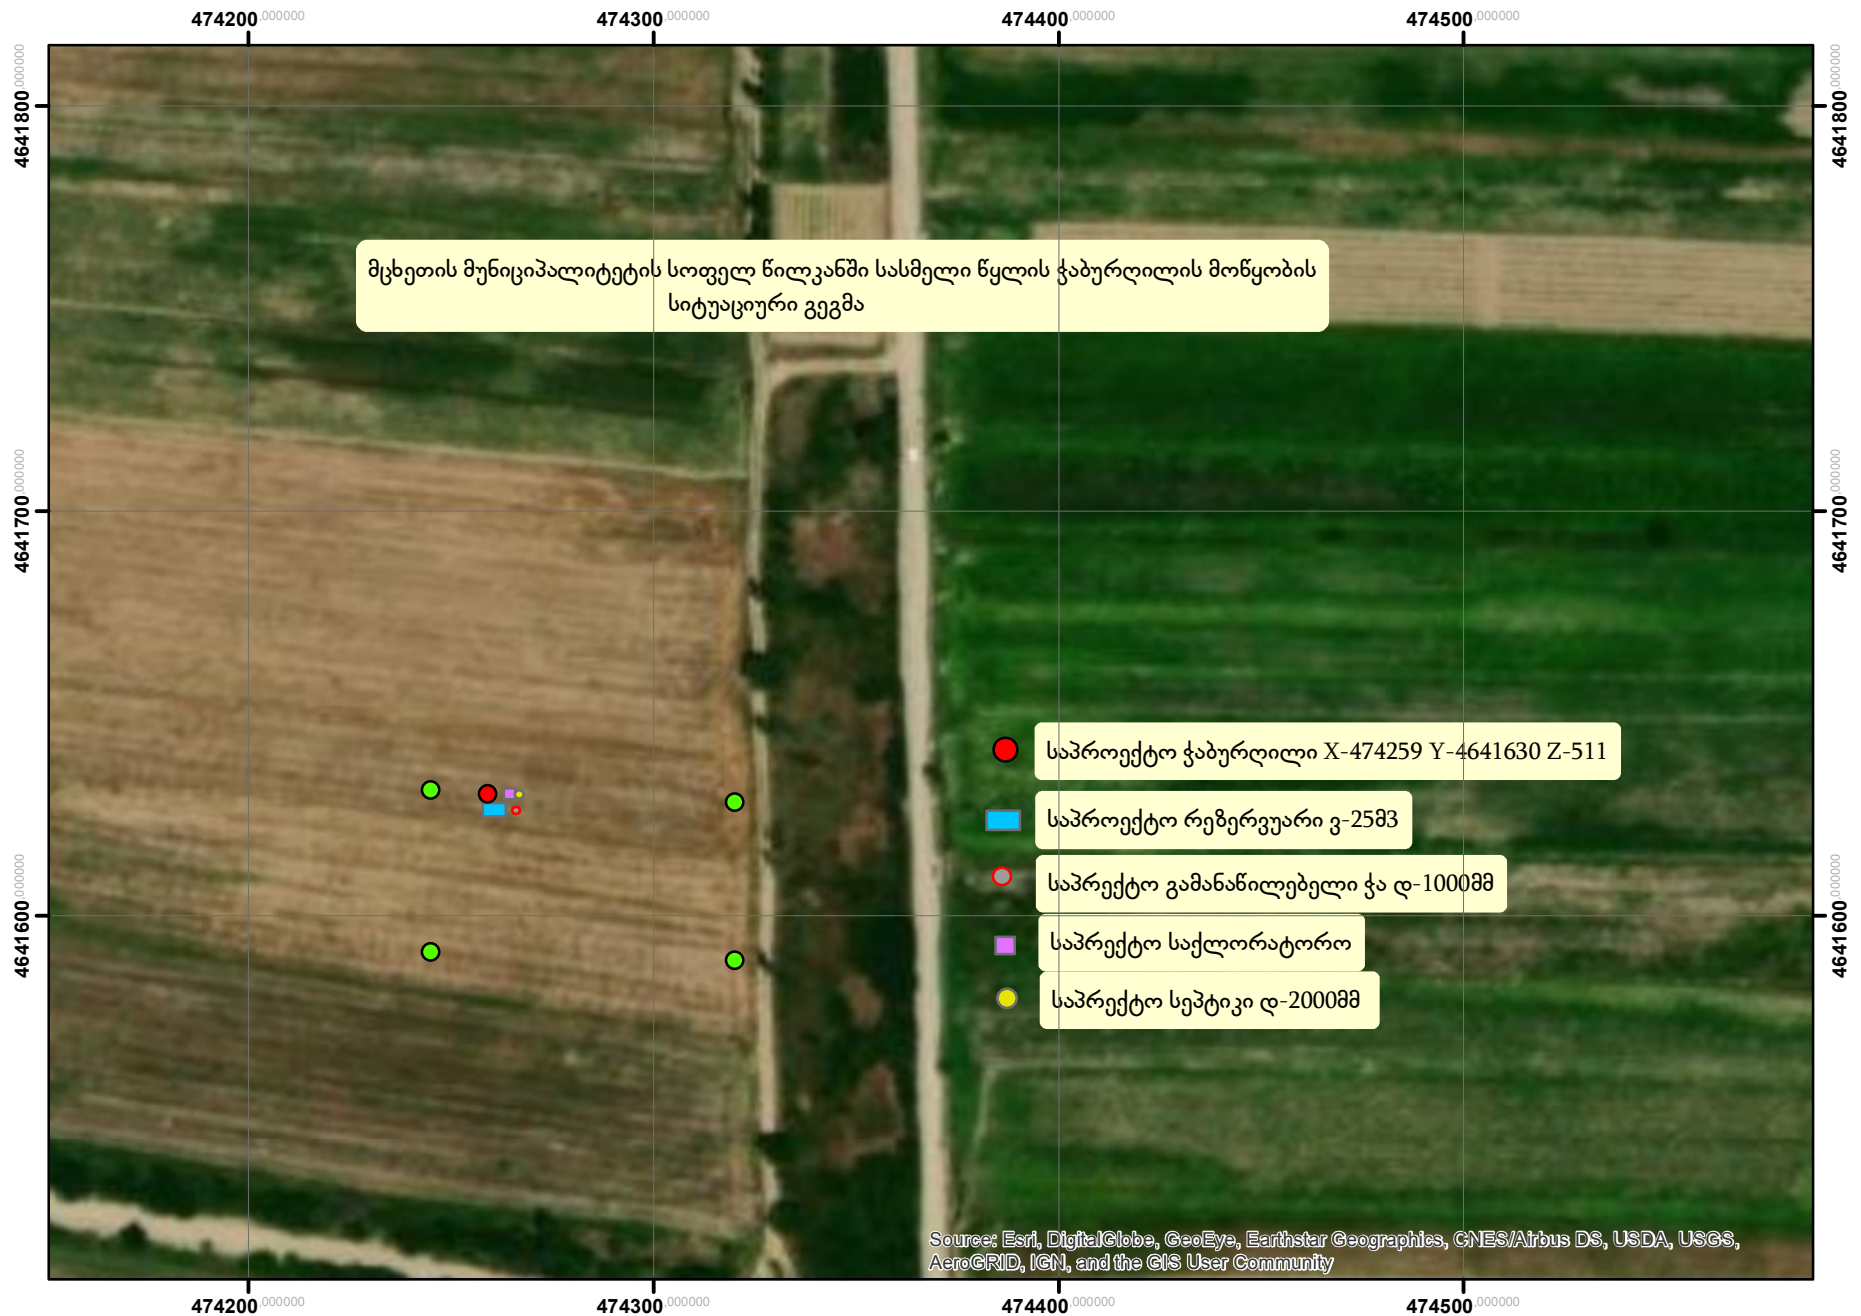 474200.000000 474300.000000 474400.000000 474500.000000
4641800.000000 4641800.000000
მცხეთის მუნიციპალიტეტის სოფელ წილკანში სასმელი წყლის ჭაბურღილის მოწყობის
სიტუაციური გეგმა
4641700.000000 4641700.000000
საპროექტო ჭაბურღილი X-474259 Y-4641630 Z-511
საპროექტო რეზერვუარი ვ-25მ3
საპრექტო გამანაწილებელი ჭა დ-1000მმ
4641600.000000 4641600.000000
საპრექტო საქლორატორო
საპრექტო სეპტიკი დ-2000მმ
Source: Esri, DigitalGlobe, GeoEye, Earthstar Geographics, CNES/Airbus DS, USDA, USGS,
AeroGRID, IGN, and the GIS User Community
474200.000000 474300.000000 474400.000000 474500.000000